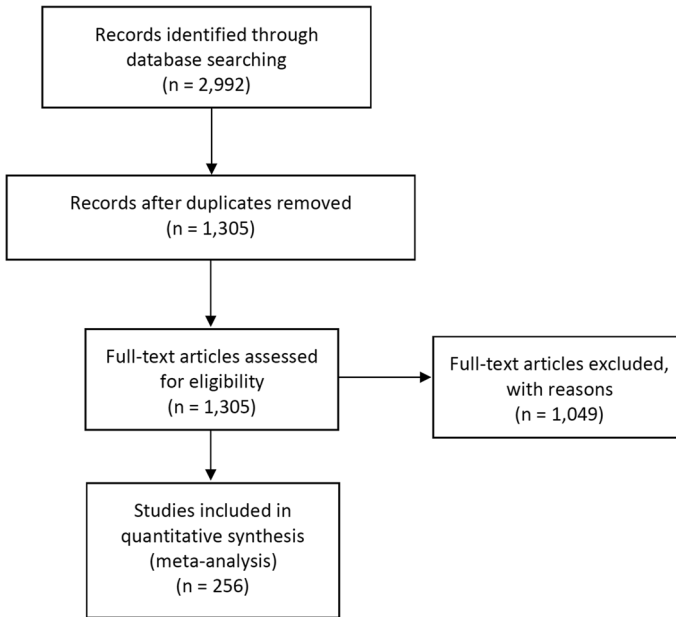 Records identified through
database searching
(n = 2,992)
Records after duplicates removed
(n = 1,305)
Full-text articles assessed
for eligibility
(n = 1,305)
Full-text articles excluded,
with reasons
(n = 1,049)
Studies included in
quantitative synthesis
(meta-analysis)
(n = 256)